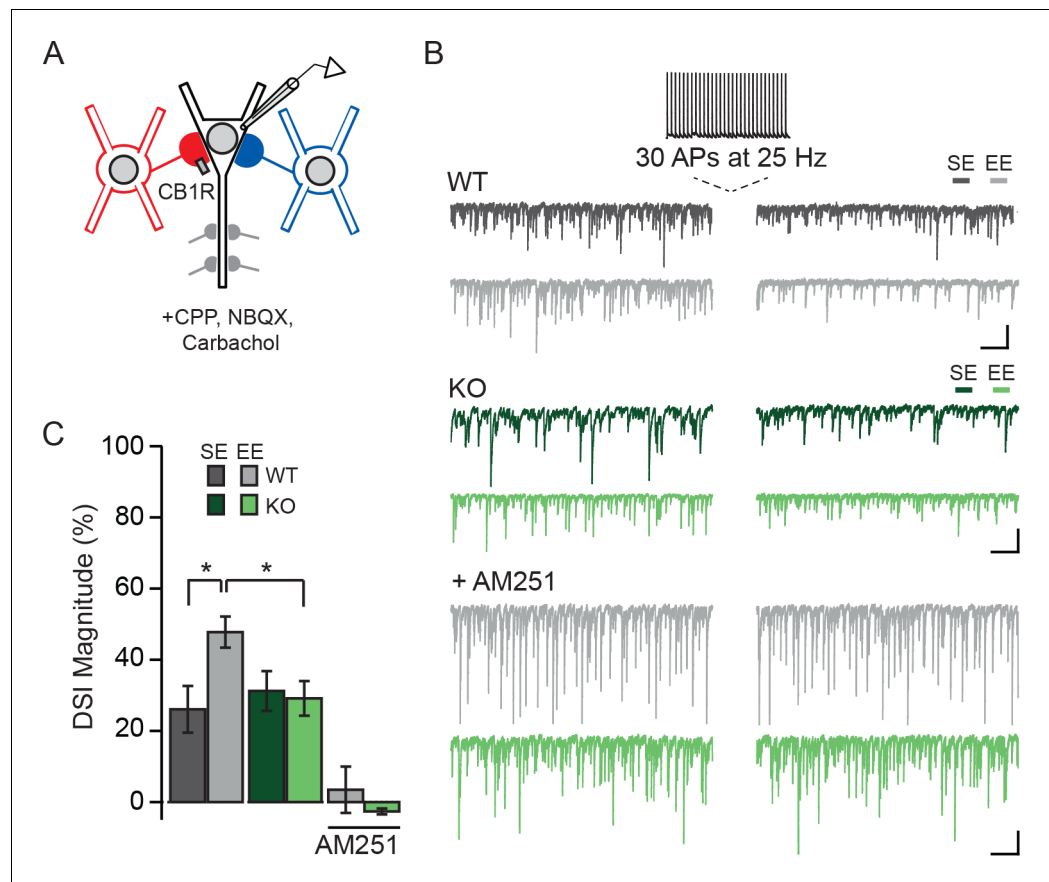 A
CB1R
+CPP, NBQX,
Carbachol
B
30 APs at 25 Hz
WT
SE EE
KO
SE EE
+ AM251
C
DSI Magnitude (%)
100
80
60
40
20
0
SE EE
WT
KO
* *
AM251